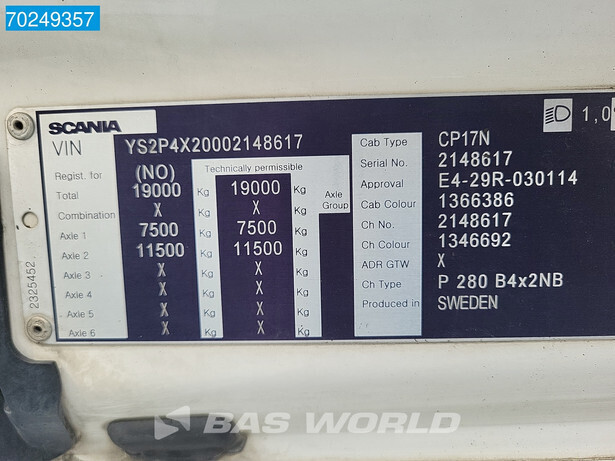 70249357
SCANIA
VIN YS2P4X20002148617
Regist. for (NO) Technically permissible
Total 19000 Kg 19000 Kg Axle Group
Combination X Kg X Kg
Axle 1 7500 Kg 7500 Kg
Axle 2 11500 Kg 11500 Kg
Axle 3 X Kg X Kg
Axle 4 X Kg X Kg
Axle 5 X Kg X Kg
Axle 6 X Kg X Kg
2325452
Cab Type CP17N
Serial No. 2148617
Approval E4-29R-030114
Cab Colour 1366386
Ch No. 2148617
Ch Colour 1346692
ADR GTW X
Ch Type P 280 B4x2NB
Produced in SWEDEN
BAS WORLD